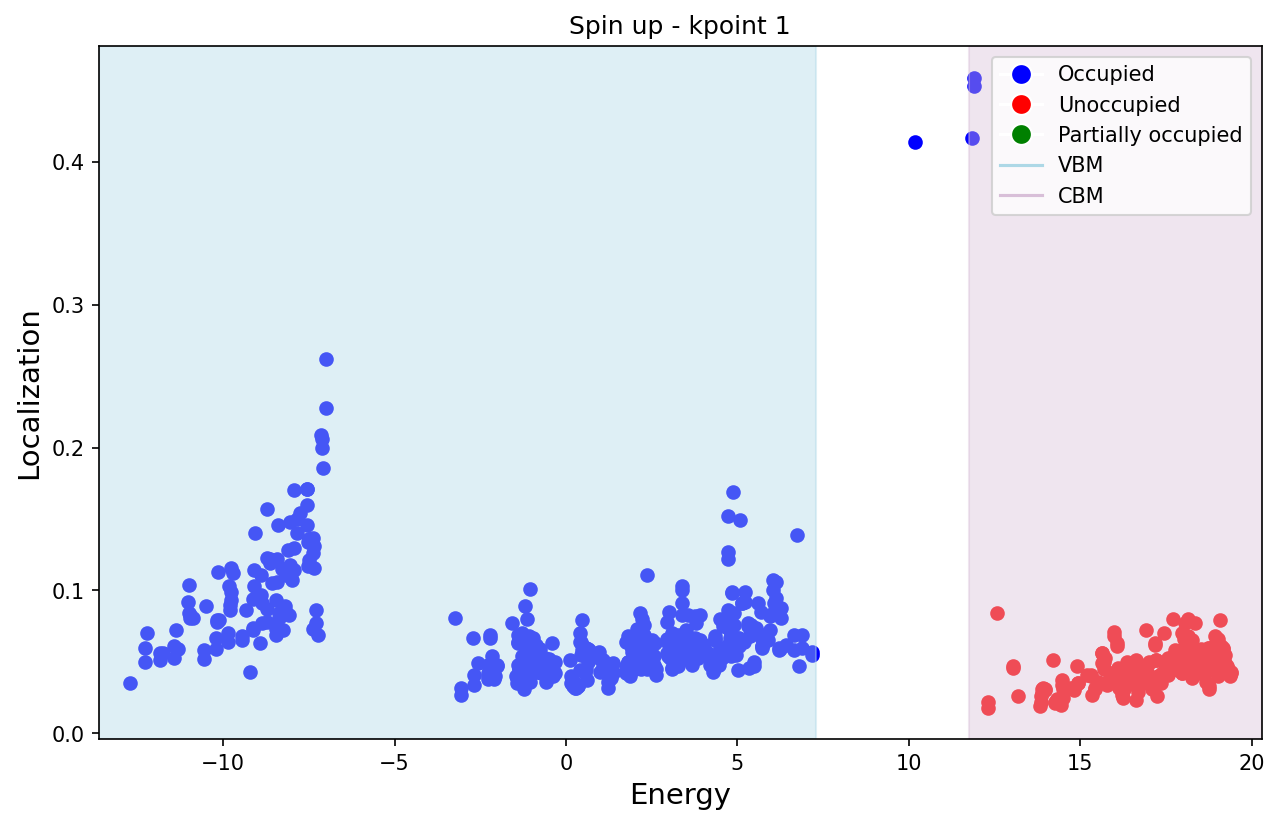 Spin up - kpoint 1
Localization
0.4
0.3
0.2
0.1
0.0
Occupied
Unoccupied
Partially occupied
VBM
CBM
−10
−5
0
5
10
15
20
Energy